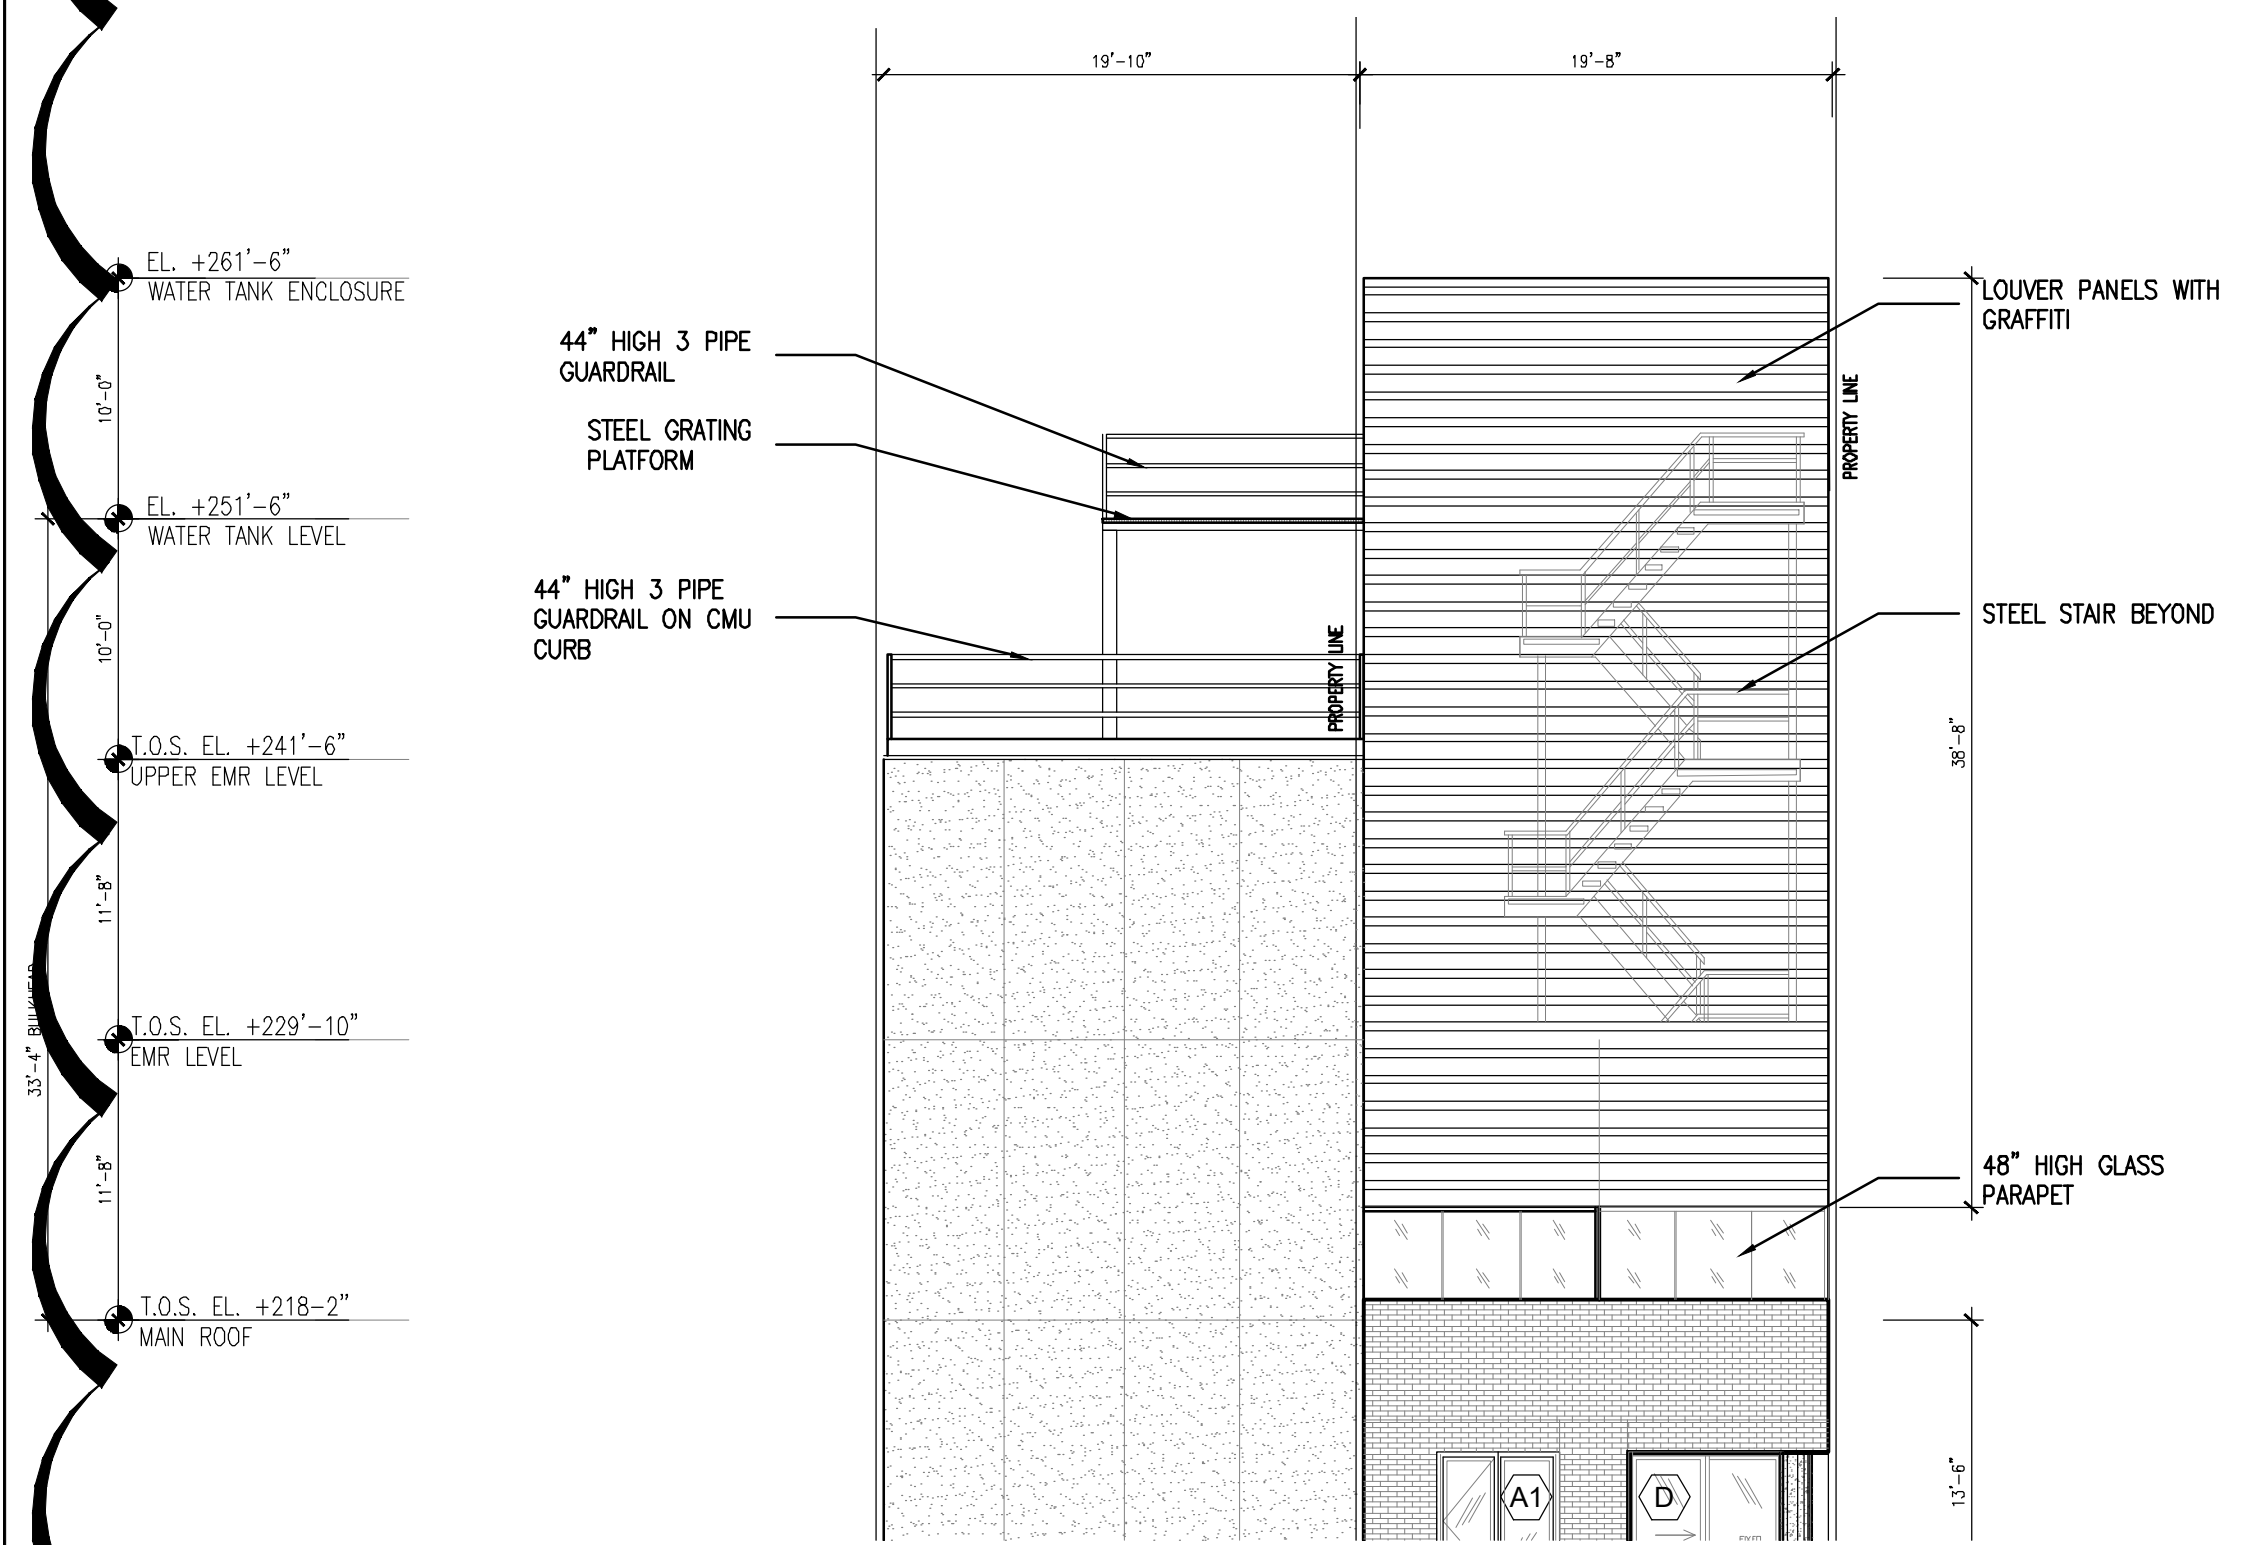 19'-10"
19'-8"
EL. +261'-6"
WATER TANK ENCLOSURE
LOUVER PANELS WITH
GRAFFITI
44" HIGH 3 PIPE
GUARDRAIL
PROPERTY LINE
10'-0"
STEEL GRATING
PLATFORM
EL. +251'-6"
WATER TANK LEVEL
44" HIGH 3 PIPE
GUARDRAIL ON CMU
CURB
STEEL STAIR BEYOND
10'-0"
PROPERTY LINE
T.O.S. EL. +241'-6"
UPPER EMR LEVEL
38'-8"
11'-8"
33'-4" BULKHEAD
T.O.S. EL. +229'-10"
EMR LEVEL
11'-8"
48" HIGH GLASS
PARAPET
T.O.S. EL. +218-2"
MAIN ROOF
A1
D
13'-6"
FIXED